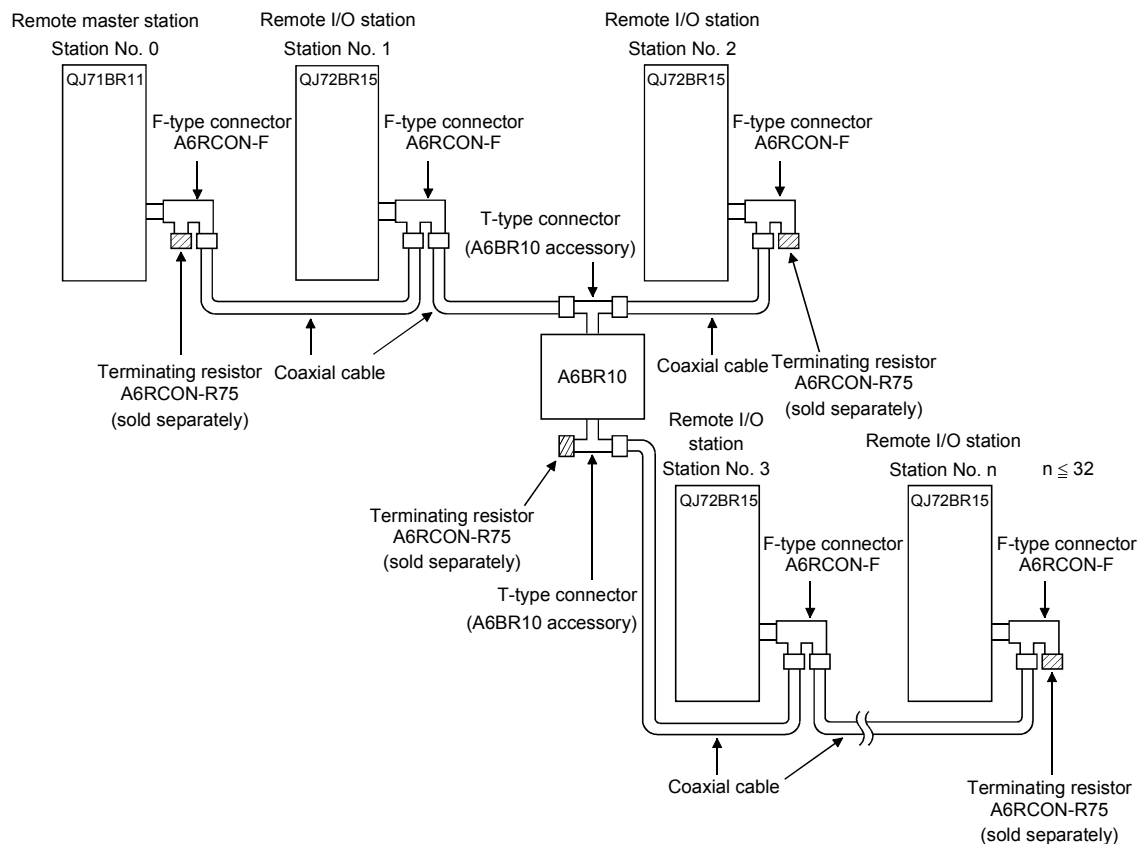 Remote master station
Station No. 0
QJ71BR11
F-type connector
A6RCON-F
Remote I/O station
Station No. 1
QJ72BR15
F-type connector
A6RCON-F
T-type connector
(A6BR10 accessory)
Remote I/O station
Station No. 2
QJ72BR15
F-type connector
A6RCON-F
Terminating resistor
A6RCON-R75
(sold separately)
Coaxial cable
A6BR10
Coaxial cable
Terminating resistor
A6RCON-R75
(sold separately)
Terminating resistor
A6RCON-R75
(sold separately)
T-type connector
(A6BR10 accessory)
Remote I/O
station
Station No. 3
QJ72BR15
F-type connector
A6RCON-F
Remote I/O station
Station No. n
n ≦ 32
QJ72BR15
F-type connector
A6RCON-F
Coaxial cable
Terminating resistor
A6RCON-R75
(sold separately)